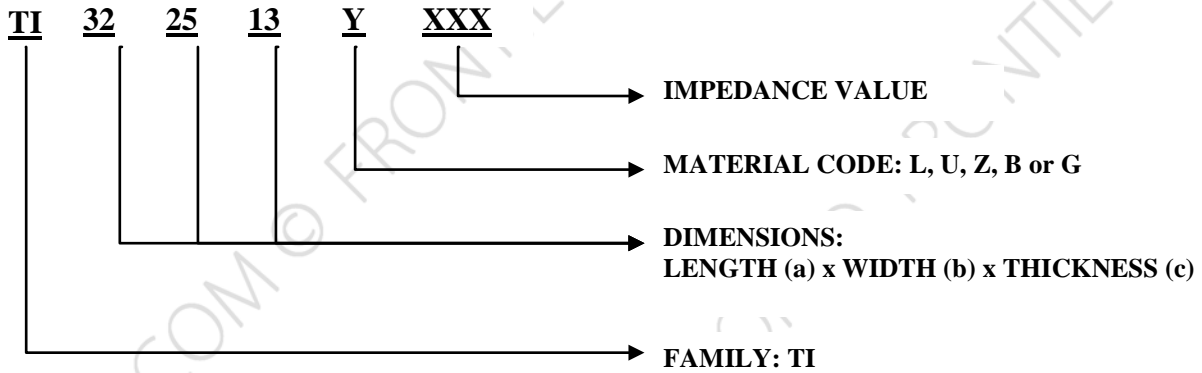 TI 32 25 13 Y XXX
IMPEDANCE VALUE
MATERIAL CODE: L, U, Z, B or G
DIMENSIONS:
LENGTH (a) x WIDTH (b) x THICKNESS (c)
FAMILY: TI